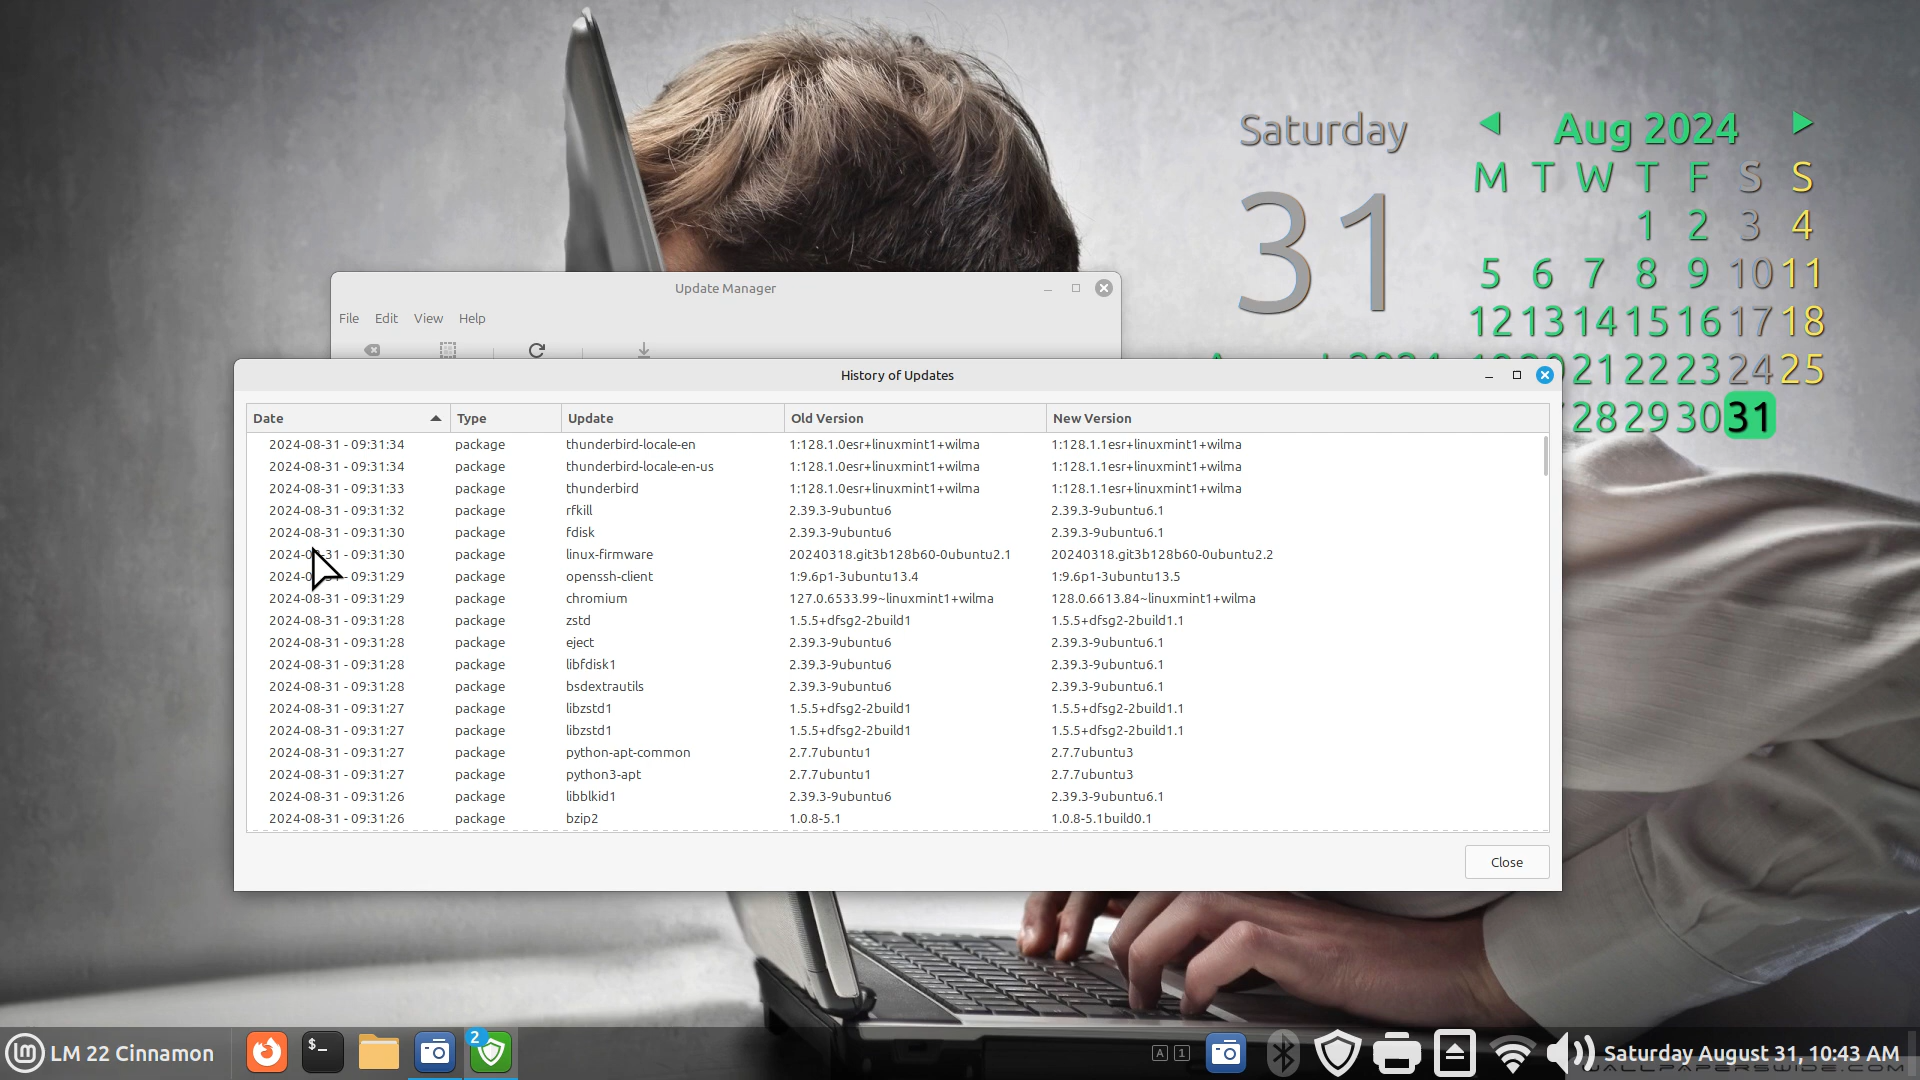 Saturday
31
Aug 2024
M T W T F S S
1 2 3 4
5 6 7 8 9 10 11
12 13 14 15 16 17 18
21 22 23 24 25
28 29 30 31
Update Manager
File Edit View Help
History of Updates
Date Type Update Old Version New Version
2024-08-31 - 09:31:34 package thunderbird-locale-en 1:128.1.0esr+linuxmint1+wilma 1:128.1.1esr+linuxmint1+wilma
2024-08-31 - 09:31:34 package thunderbird-locale-en-us 1:128.1.0esr+linuxmint1+wilma 1:128.1.1esr+linuxmint1+wilma
2024-08-31 - 09:31:33 package thunderbird 1:128.1.0esr+linuxmint1+wilma 1:128.1.1esr+linuxmint1+wilma
2024-08-31 - 09:31:32 package rfkill 2.39.3-9ubuntu6 2.39.3-9ubuntu6.1
2024-08-31 - 09:31:30 package fdisk 2.39.3-9ubuntu6 2.39.3-9ubuntu6.1
2024-08-31 - 09:31:30 package linux-firmware 20240318.git3b128b60-0ubuntu2.1 20240318.git3b128b60-0ubuntu2.2
2024-08-31 - 09:31:29 package openssh-client 1:9.6p1-3ubuntu13.4 1:9.6p1-3ubuntu13.5
2024-08-31 - 09:31:29 package chromium 127.0.6533.99~linuxmint1+wilma 128.0.6613.84~linuxmint1+wilma
2024-08-31 - 09:31:28 package zstd 1.5.5+dfsg2-2build1 1.5.5+dfsg2-2build1.1
2024-08-31 - 09:31:28 package eject 2.39.3-9ubuntu6 2.39.3-9ubuntu6.1
2024-08-31 - 09:31:28 package libfdisk1 2.39.3-9ubuntu6 2.39.3-9ubuntu6.1
2024-08-31 - 09:31:28 package bsdextrautils 2.39.3-9ubuntu6 2.39.3-9ubuntu6.1
2024-08-31 - 09:31:27 package libzstd1 1.5.5+dfsg2-2build1 1.5.5+dfsg2-2build1.1
2024-08-31 - 09:31:27 package libzstd1 1.5.5+dfsg2-2build1 1.5.5+dfsg2-2build1.1
2024-08-31 - 09:31:27 package python-apt-common 2.7.7ubuntu1 2.7.7ubuntu3
2024-08-31 - 09:31:27 package python3-apt 2.7.7ubuntu1 2.7.7ubuntu3
2024-08-31 - 09:31:26 package libblkid1 2.39.3-9ubuntu6 2.39.3-9ubuntu6.1
2024-08-31 - 09:31:26 package bzip2 1.0.8-5.1 1.0.8-5.1build0.1
Close
LM 22 Cinnamon
$_
2
A 1
Saturday August 31, 10:43 AM
WALLPAPERSWIDE.COM